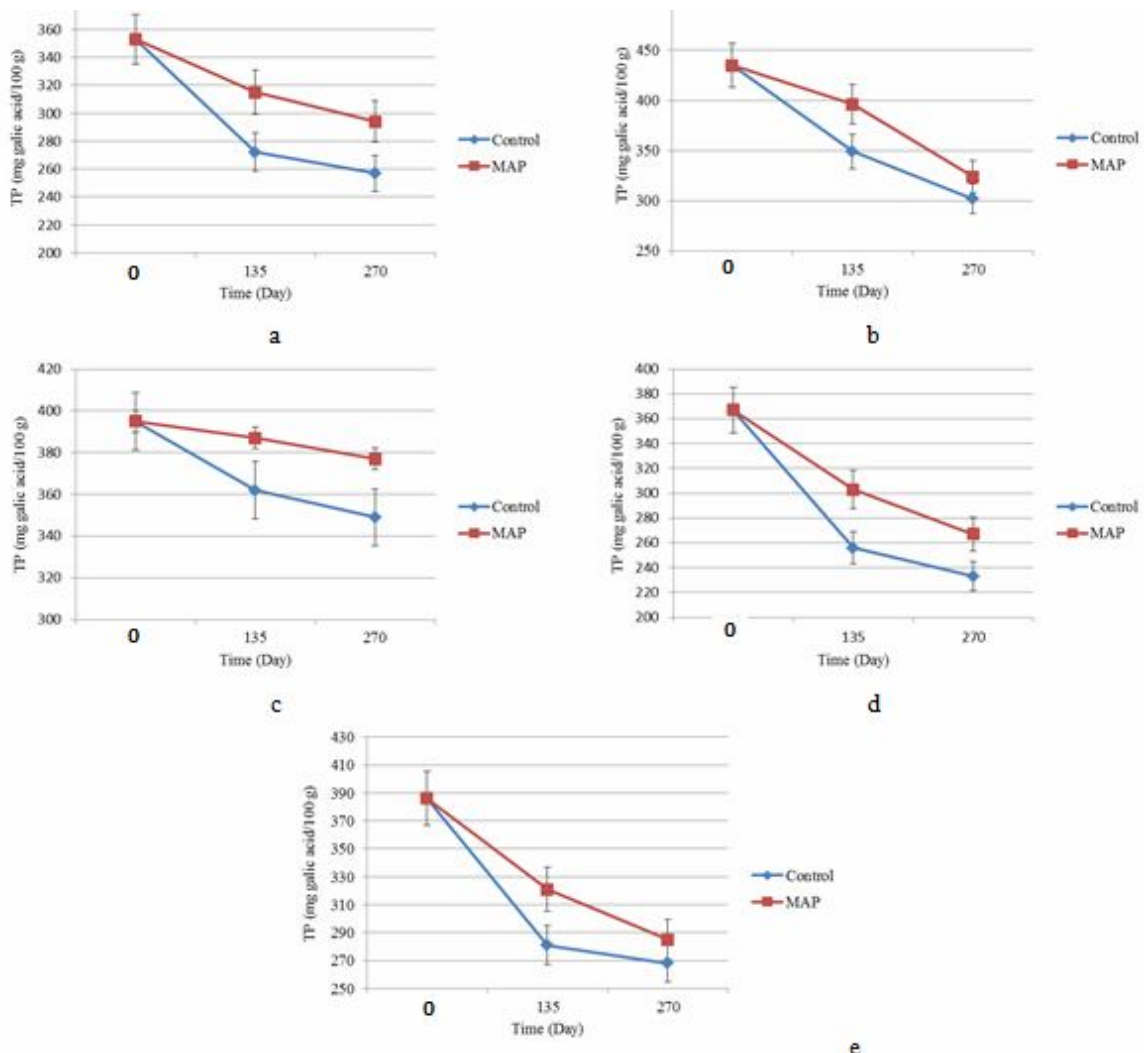 TP (mg galic acid/100 g)
360
340
320
300
280
260
240
220
200
0
135
270
Time (Day)
Control
MAP
a
TP (mg galic acid/100 g)
450
400
350
300
250
0
135
270
Time (Day)
Control
MAP
b
TP (mg galic acid/100 g)
420
400
380
360
340
320
300
0
135
270
Time (Day)
Control
MAP
c
TP (mg galic acid/100 g)
400
380
360
340
320
300
280
260
240
220
200
0
135
270
Time (Day)
Control
MAP
d
TP (mg galic acid/100 g)
430
410
390
370
350
330
310
290
270
250
0
135
270
Time (Day)
Control
MAP
e